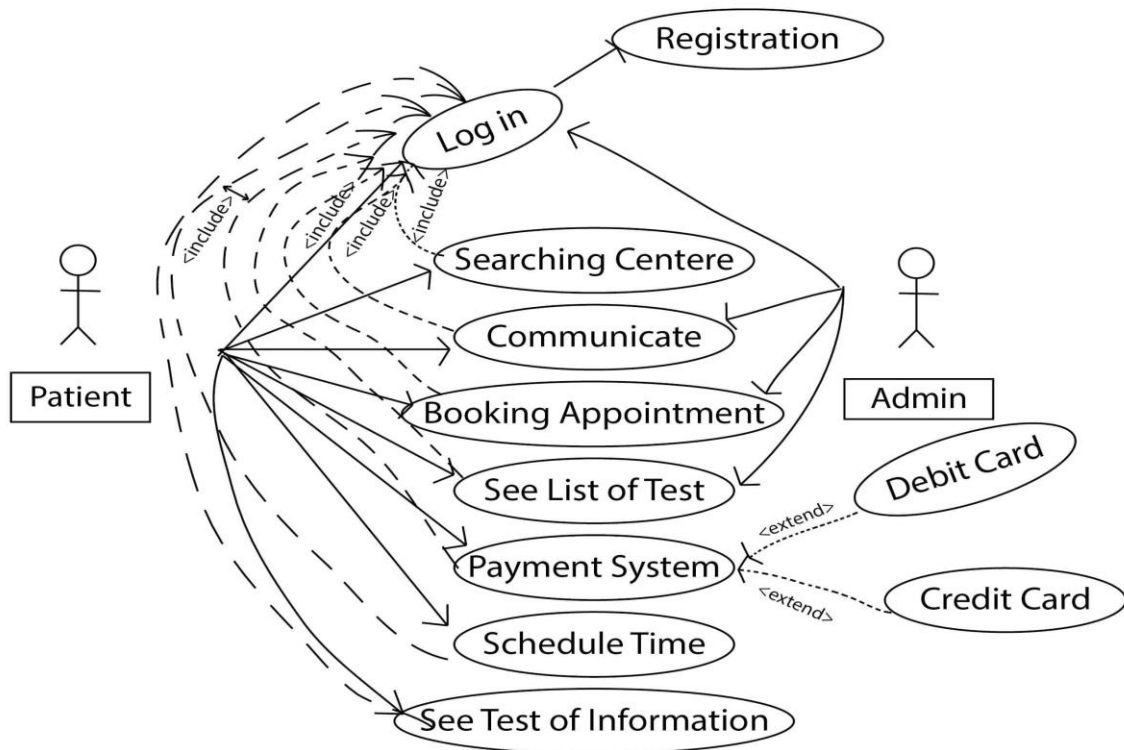 Registration
Log in
<include>
<include>
<include>
<include>
Searching Centere
Communicate
Patient
Booking Appointment
Admin
See List of Test
Debit Card
<extend>
Payment System
<extend>
Credit Card
Schedule Time
See Test of Information